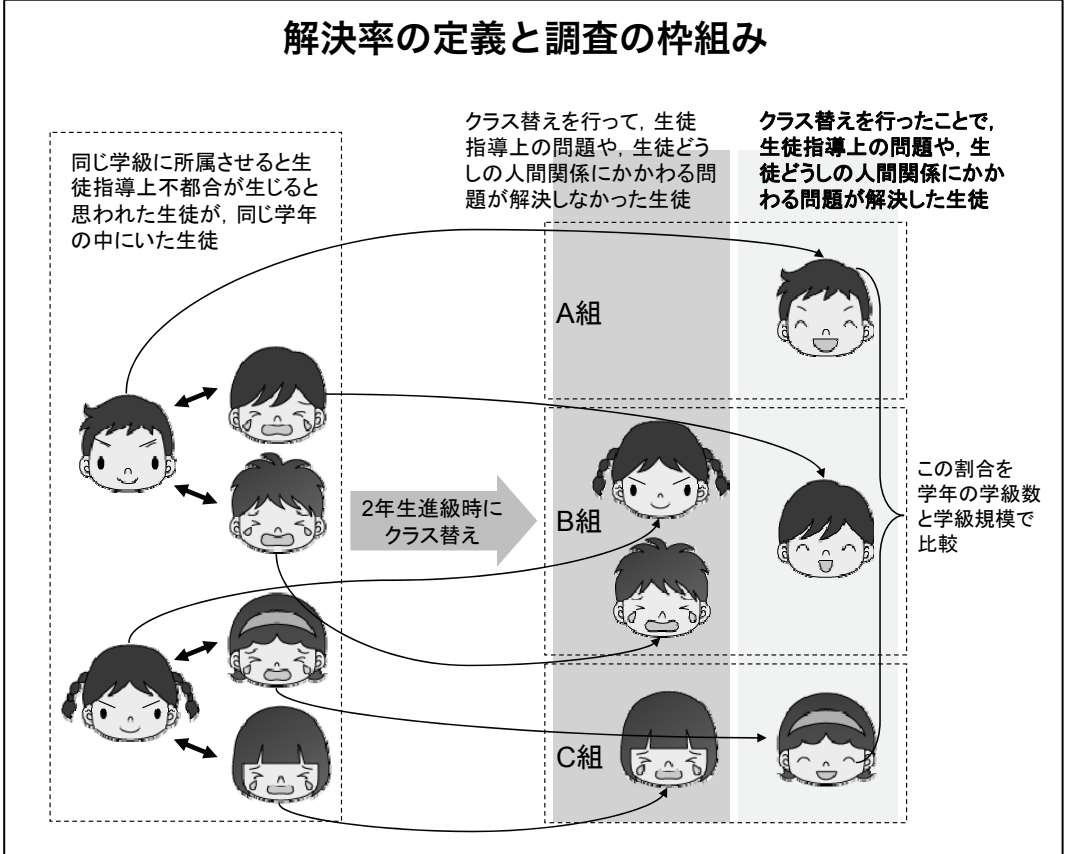 解決率の定義と調査の枠組み
同じ学級に所属させると生
徒指導上不都合が生じると
思われた生徒が，同じ学年
の中にいた生徒
クラス替えを行って，生徒
指導上の問題や，生徒どう
しの人間関係にかかわる問
題が解決しなかった生徒
クラス替えを行ったことで，
生徒指導上の問題や，生
徒どうしの人間関係にかか
わる問題が解決した生徒
2年生進級時に
クラス替え
A組
B組
C組
この割合を
学年の学級数
と学級規模で
比較